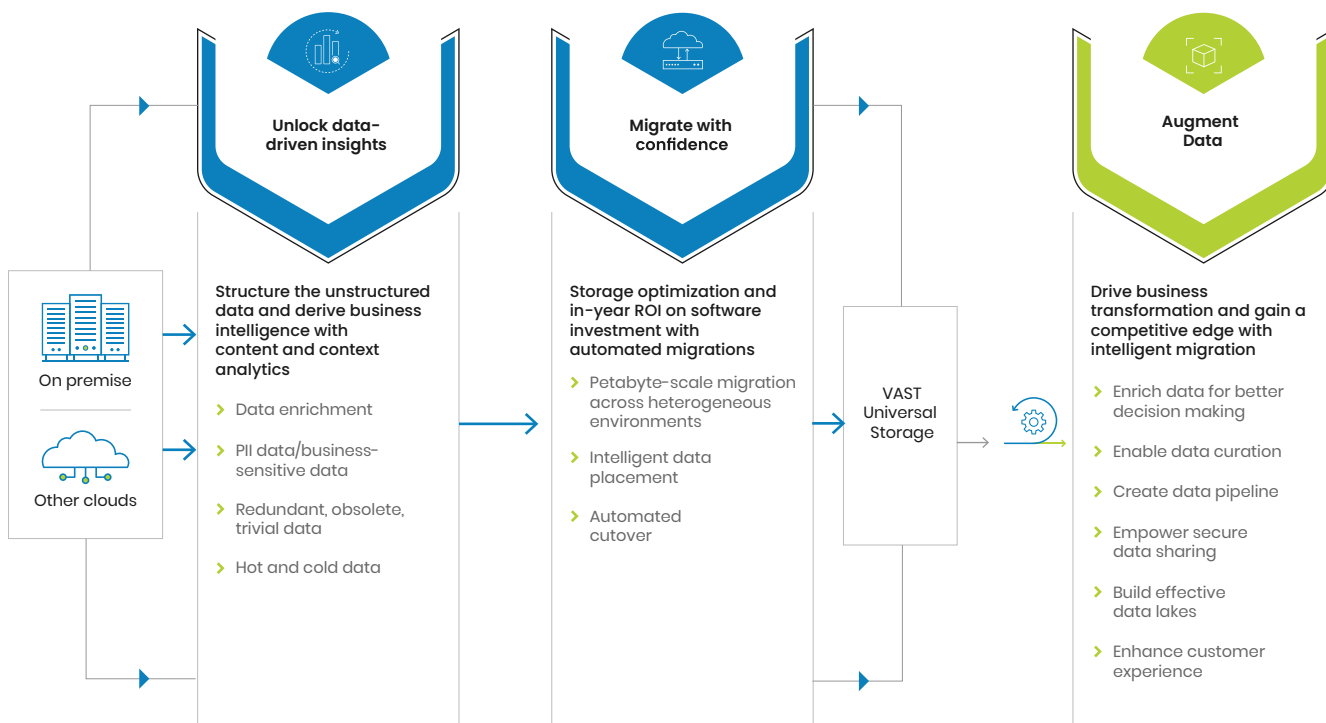 On premise
Other clouds
Unlock data-
driven insights
Structure the unstructured
data and derive business
intelligence with
content and context
analytics
Data enrichment
PII data/business-
sensitive data
Redundant, obsolete,
trivial data
Hot and cold data
Migrate with
confidence
Storage optimization and
in-year ROI on software
investment with
automated migrations
Petabyte-scale migration
across heterogeneous
environments
Intelligent data
placement
Automated
cutover
VAST
Universal
Storage
Augment
Data
Drive business
transformation and gain a
competitive edge with
intelligent migration
Enrich data for better
decision making
Enable data curation
Create data pipeline
Empower secure
data sharing
Build effective
data lakes
Enhance customer
experience